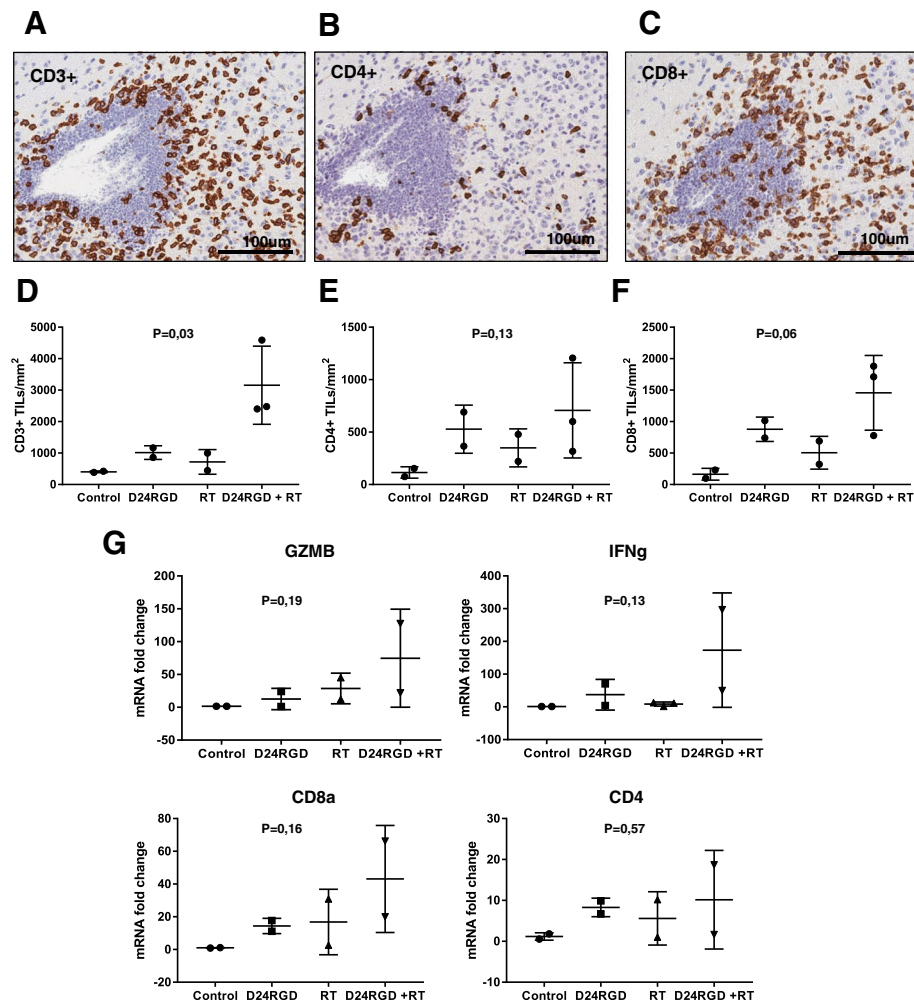 A B C
CD3+ CD4+ CD8+
100um 100um 100um
D E F
P=0,03 P=0,13 P=0,06
CD3+ TILs/mm2
5000
4000
3000
2000
1000
0
Control D24RGD RT D24RGD + RT
CD4+ TILs/mm2
1500
1000
500
0
Control D24RGD RT D24RGD + RT
CD8+ TILs/mm2
2500
2000
1500
1000
500
0
Control D24RGD RT D24RGD + RT
G
GZMB
P=0,19
mRNA fold change
200
150
100
50
0
-50
Control D24RGD RT D24RGD +RT
IFNg
P=0,13
mRNA fold change
400
300
200
100
0
-100
Control D24RGD RT D24RGD +RT
CD8a
P=0,16
mRNA fold change
80
60
40
20
0
-20
Control D24RGD RT D24RGD +RT
CD4
P=0,57
mRNA fold change
30
20
10
0
-10
Control D24RGD RT D24RGD +RT